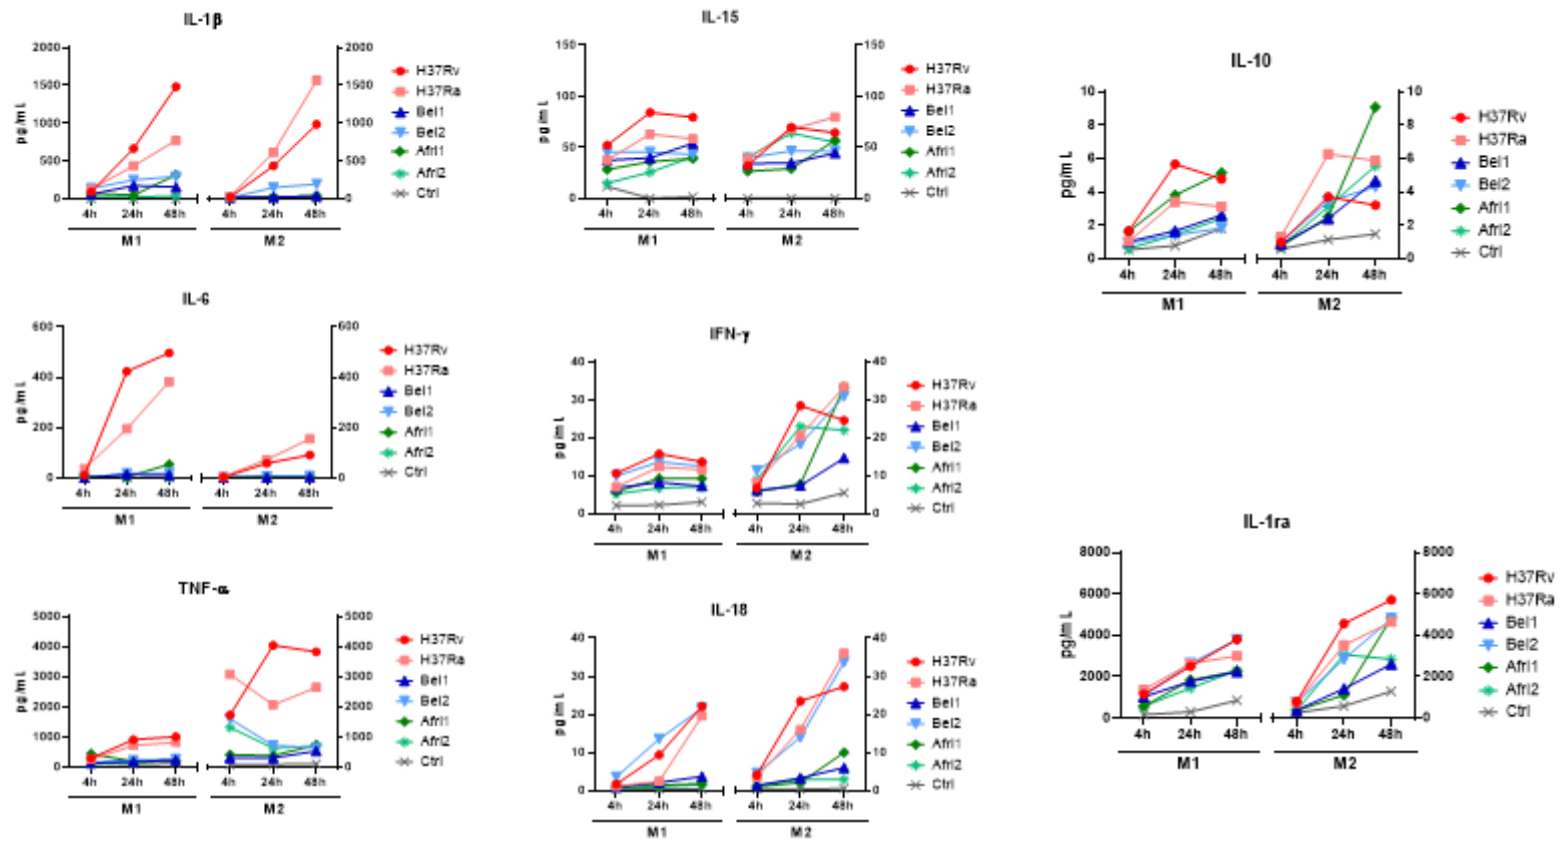 IL-1β
2000 2000
1500 1500
1000 1000
500 500
0 0
pg/mL
4h 24h 48h 4h 24h 48h
M1 M2
H37Rv
H37Ra
Bel1
Bel2
Afri1
Afri2
Ctrl
IL-15
150 150
100 100
50 50
0 0
pg/mL
4h 24h 48h 4h 24h 48h
M1 M2
H37Rv
H37Ra
Bel1
Bel2
Afri1
Afri2
Ctrl
IL-10
10 10
8 8
6 6
4 4
2 2
0 0
pg/mL
4h 24h 48h 4h 24h 48h
M1 M2
H37Rv
H37Ra
Bel1
Bel2
Afri1
Afri2
Ctrl
IL-6
600 600
400 400
200 200
0 0
pg/mL
4h 24h 48h 4h 24h 48h
M1 M2
H37Rv
H37Ra
Bel1
Bel2
Afri1
Afri2
Ctrl
IFN-γ
40 40
30 30
20 20
10 10
0 0
pg/mL
4h 24h 48h 4h 24h 48h
M1 M2
H37Rv
H37Ra
Bel1
Bel2
Afri1
Afri2
Ctrl
IL-1ra
8000 8000
6000 6000
4000 4000
2000 2000
0 0
pg/mL
4h 24h 48h 4h 24h 48h
M1 M2
H37Rv
H37Ra
Bel1
Bel2
Afri1
Afri2
Ctrl
TNF-α
5000 5000
4000 4000
3000 3000
2000 2000
1000 1000
0 0
pg/mL
4h 24h 48h 4h 24h 48h
M1 M2
H37Rv
H37Ra
Bel1
Bel2
Afri1
Afri2
Ctrl
IL-18
40 40
30 30
20 20
10 10
0 0
pg/mL
4h 24h 48h 4h 24h 48h
M1 M2
H37Rv
H37Ra
Bel1
Bel2
Afri1
Afri2
Ctrl